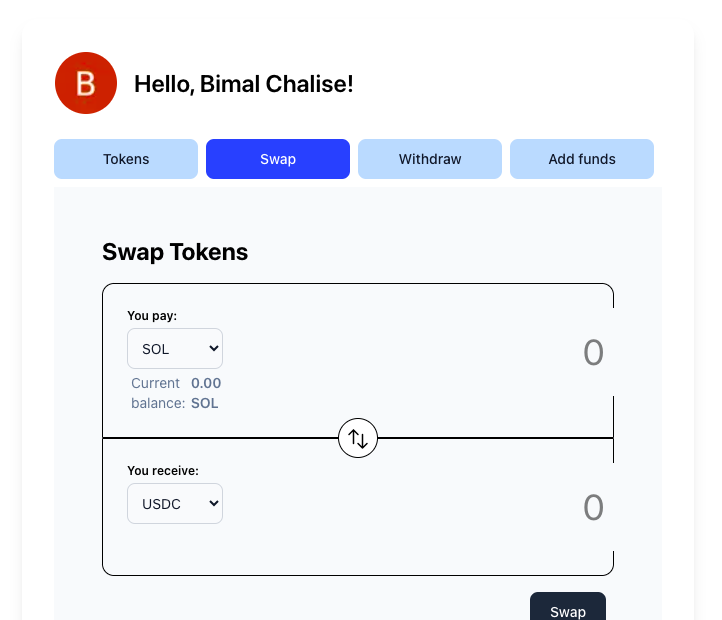 B
Hello, Bimal Chalise!
Tokens Swap Withdraw Add funds
Swap Tokens
You pay:
SOL
0
Current 0.00
balance: SOL
You receive:
USDC
0
Swap